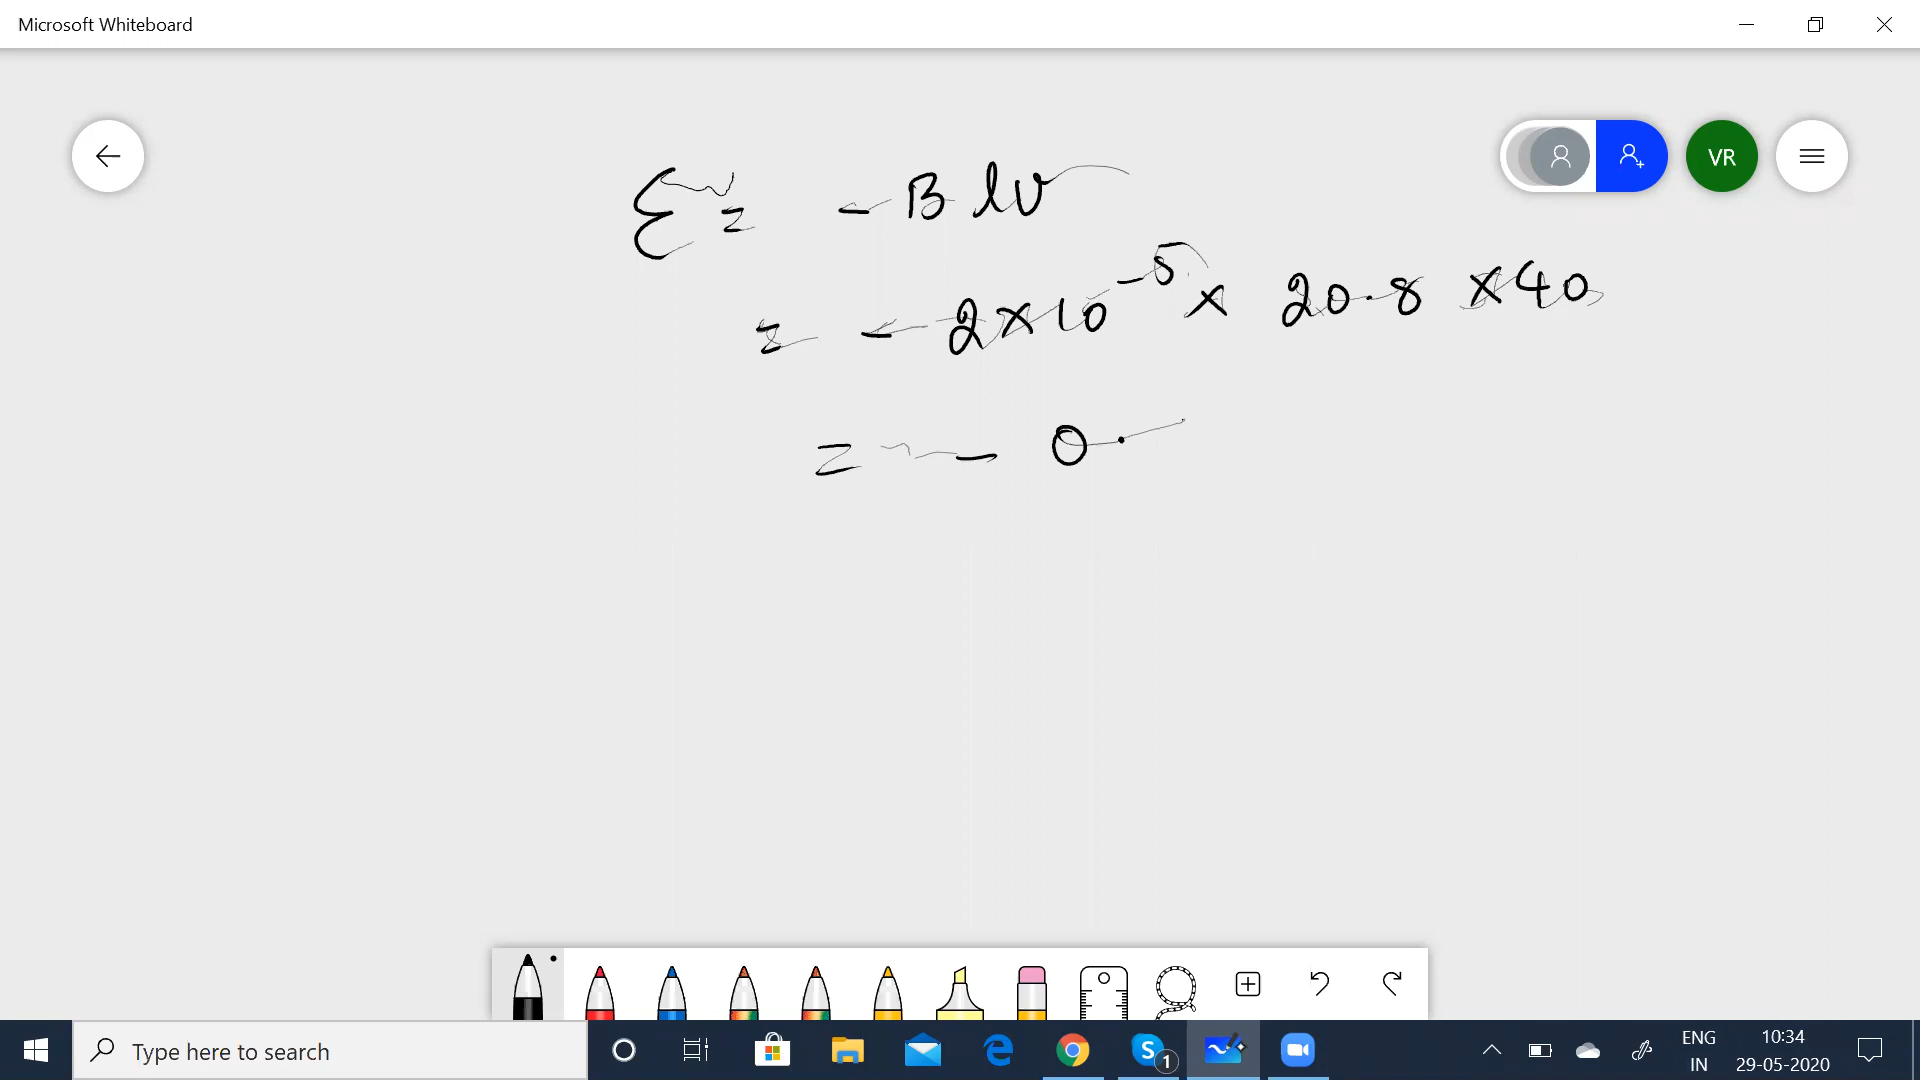 Microsoft Whiteboard
VR
Ɛ = - B l v
= - 2 × 10^-5 × 20.8 × 40
= - 0.
Type here to search
1
ENG
IN
10:34
29-05-2020